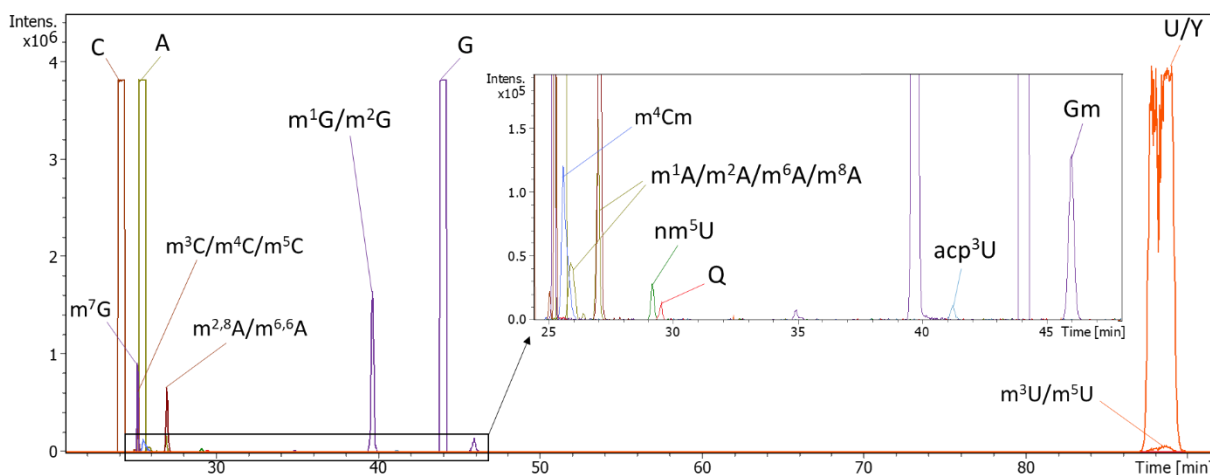 Intens.
x10⁶
4
3
2
1
0
C
A
G
U/Y
m¹G/m²G
m³C/m⁴C/m⁵C
m⁷G
m²,⁸A/m⁶,⁶A
m³U/m⁵U
30
40
50
60
70
80
Time [min]
Intens.
x10⁵
1.5
1.0
0.5
0.0
m⁴Cm
m¹A/m²A/m⁶A/m⁸A
nm⁵U
Q
acp³U
Gm
25
30
35
40
45
Time [min]